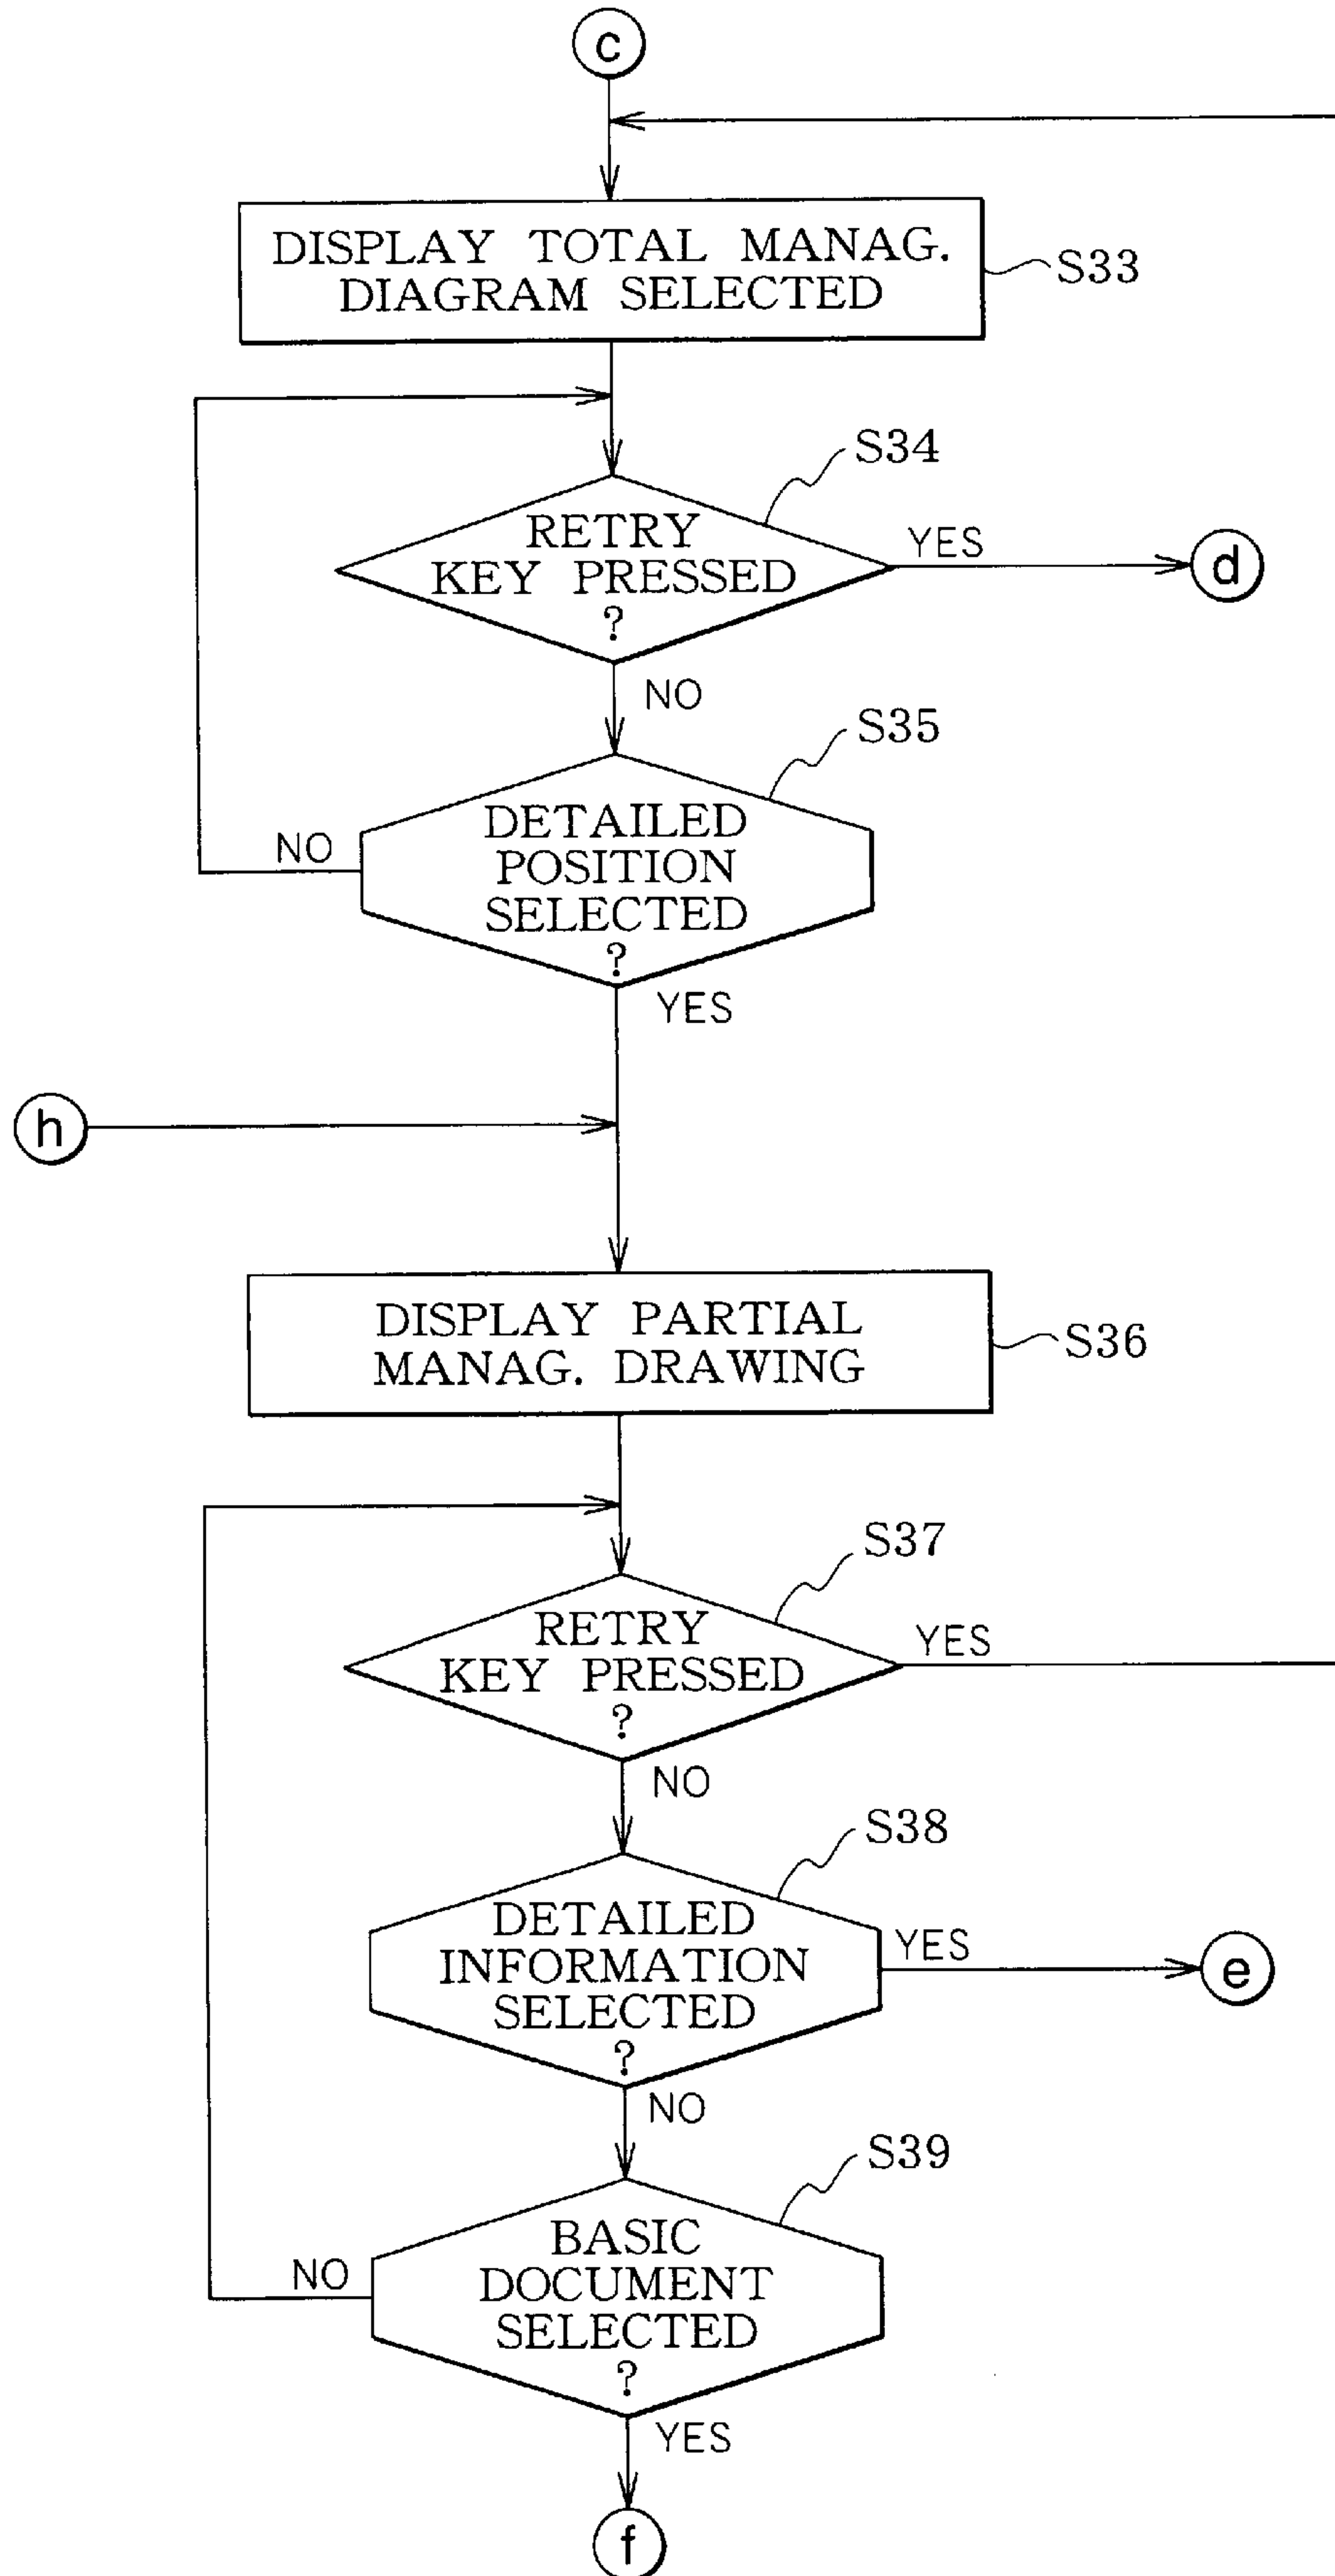 c
DISPLAY TOTAL MANAG.
DIAGRAM SELECTED
S33
S34
RETRY
KEY PRESSED
?
YES
d
NO
S35
DETAILED
POSITION
SELECTED
?
NO
YES
h
DISPLAY PARTIAL
MANAG. DRAWING
S36
S37
RETRY
KEY PRESSED
?
YES
NO
S38
DETAILED
INFORMATION
SELECTED
?
YES
e
NO
S39
BASIC
DOCUMENT
SELECTED
?
NO
YES
f